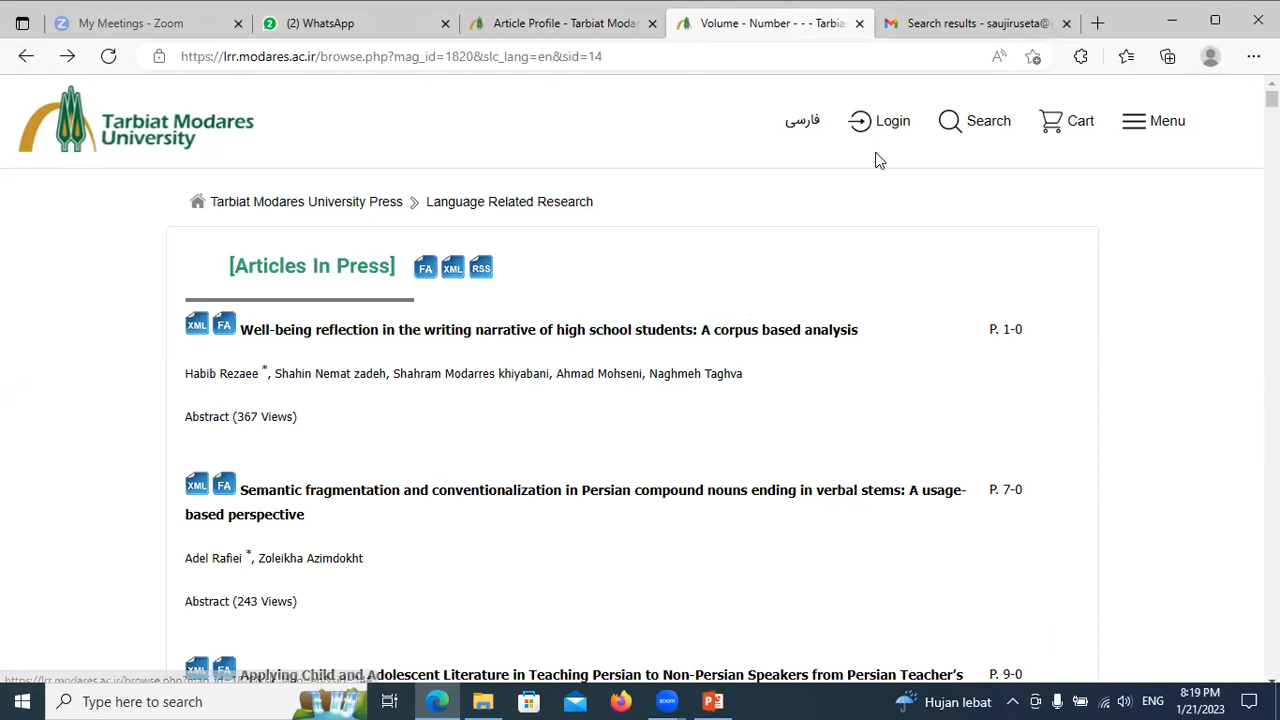 My Meetings - Zoom
(2) WhatsApp
Article Profile - Tarbiat Modar
Volume - Number - - - Tarbia
Search results - saujiruseta@
https://lrr.modares.ac.ir/browse.php?mag_id=1820&slc_lang=en&sid=14
Tarbiat Modares
University
فارسی
Login
Search
Cart
Menu
Tarbiat Modares University Press
Language Related Research
[Articles In Press]
FA XML RSS
XML FA Well-being reflection in the writing narrative of high school students: A corpus based analysis
P. 1-0
Habib Rezaee *, Shahin Nemat zadeh, Shahram Modarres khiyabani, Ahmad Mohseni, Naghmeh Taghva
Abstract (367 Views)
XML FA Semantic fragmentation and conventionalization in Persian compound nouns ending in verbal stems: A usage-
based perspective
P. 7-0
Adel Rafiei *, Zoleikha Azimdokht
Abstract (243 Views)
XML FA Applying Child and Adolescent Literature in Teaching Persian to Non-Persian Speakers from Persian Teacher's
P. 9-0
Type here to search
zoom
Hujan lebat
ENG
8:19 PM
1/21/2023